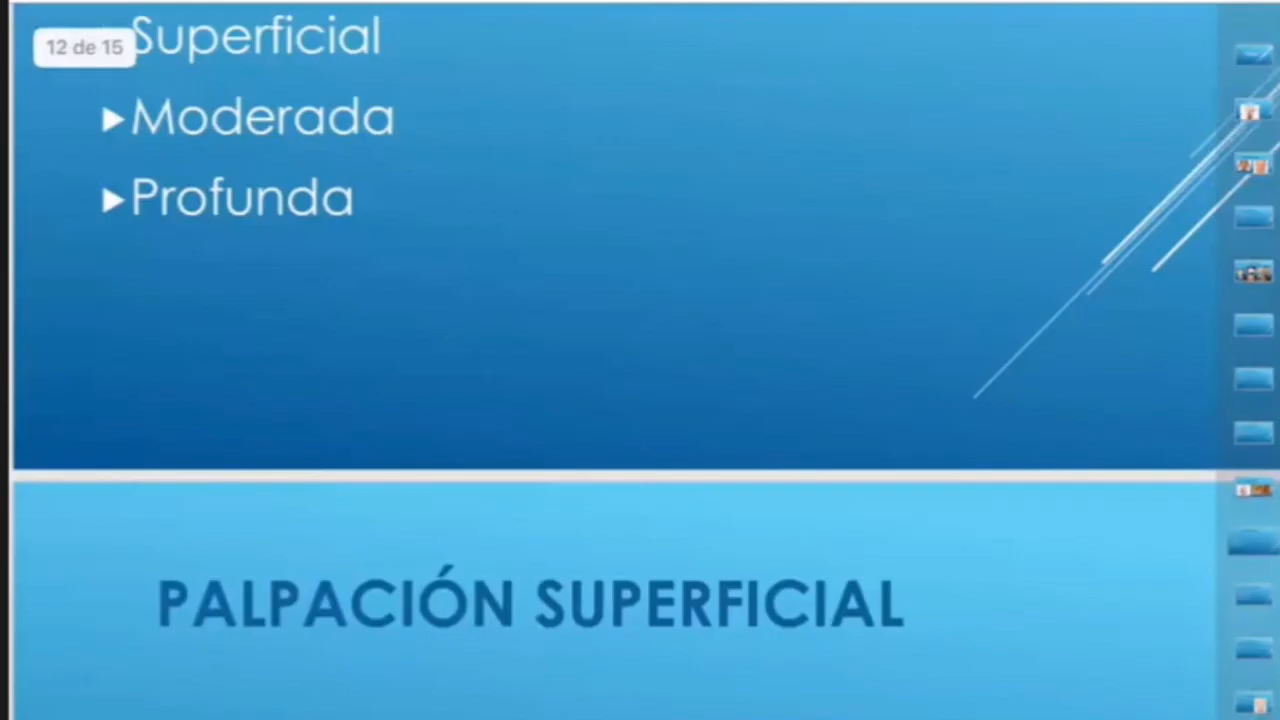 12 de 15
Superficial
Moderada
Profunda
PALPACIÓN SUPERFICIAL